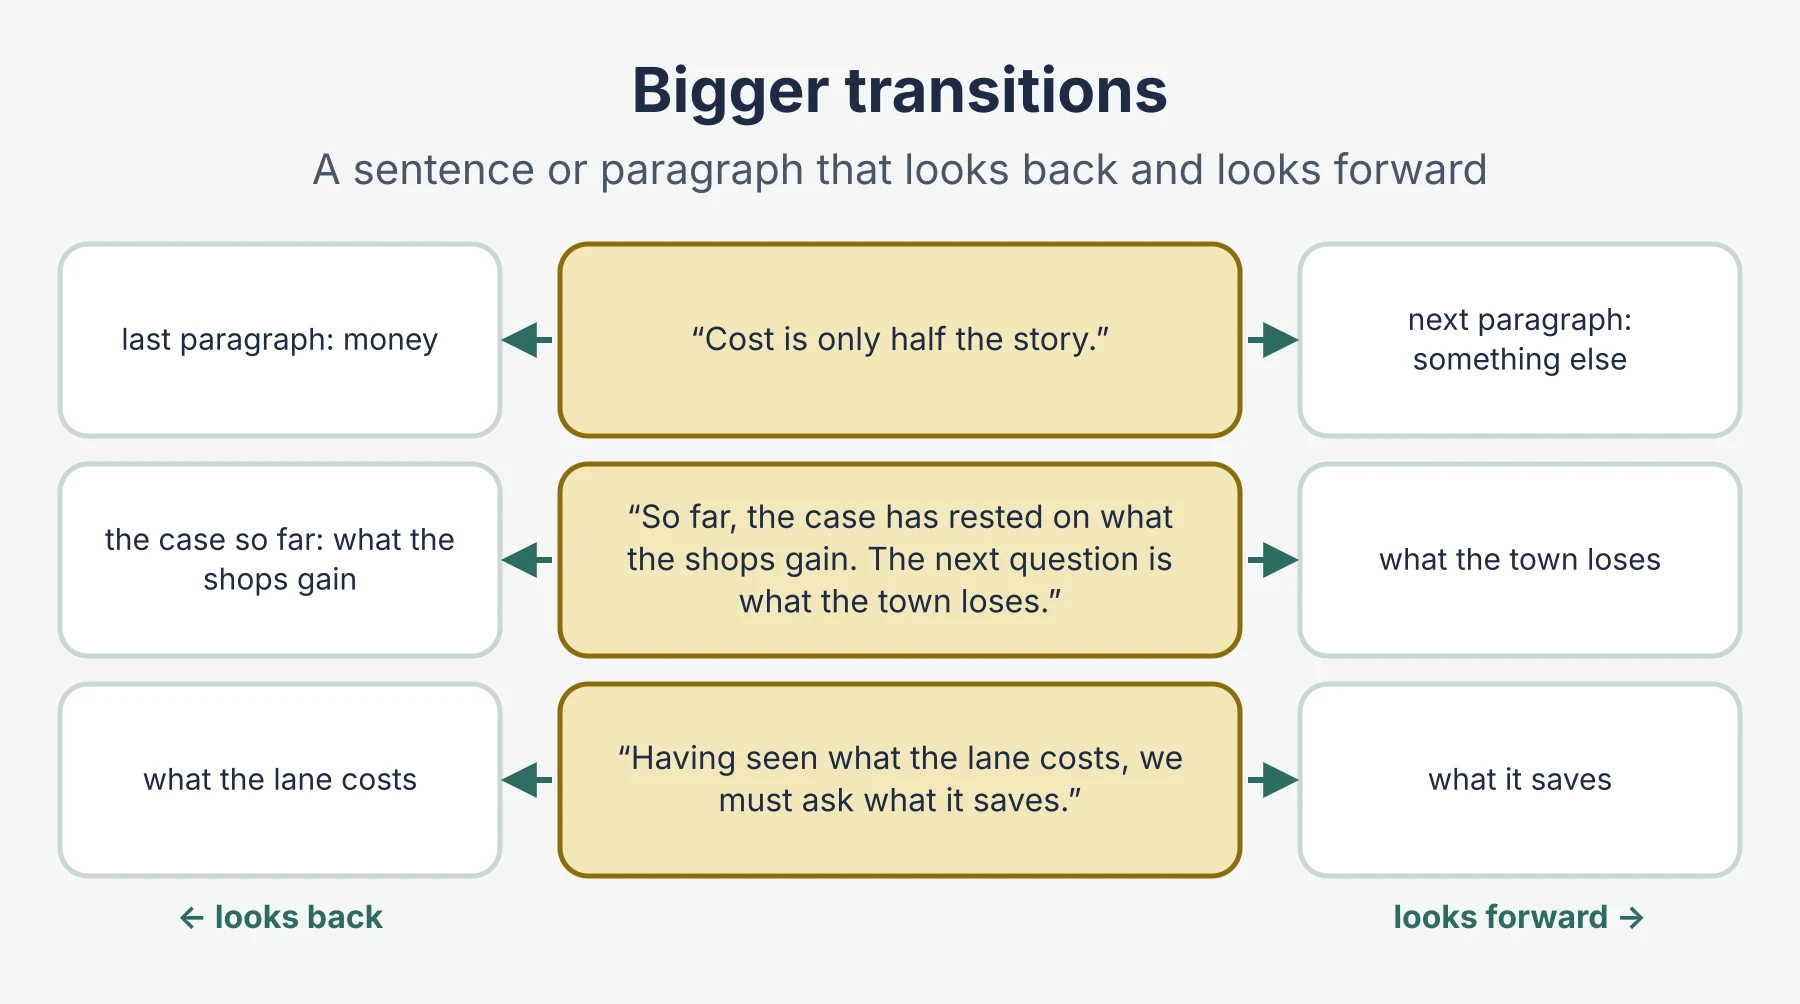 Bigger transitions
A sentence or paragraph that looks back and looks forward
last paragraph: money
“Cost is only half the story.”
next paragraph:
something else
the case so far: what the
shops gain
“So far, the case has rested on what
the shops gain. The next question is
what the town loses.”
what the town loses
what the lane costs
“Having seen what the lane costs, we
must ask what it saves.”
what it saves
← looks back
looks forward →